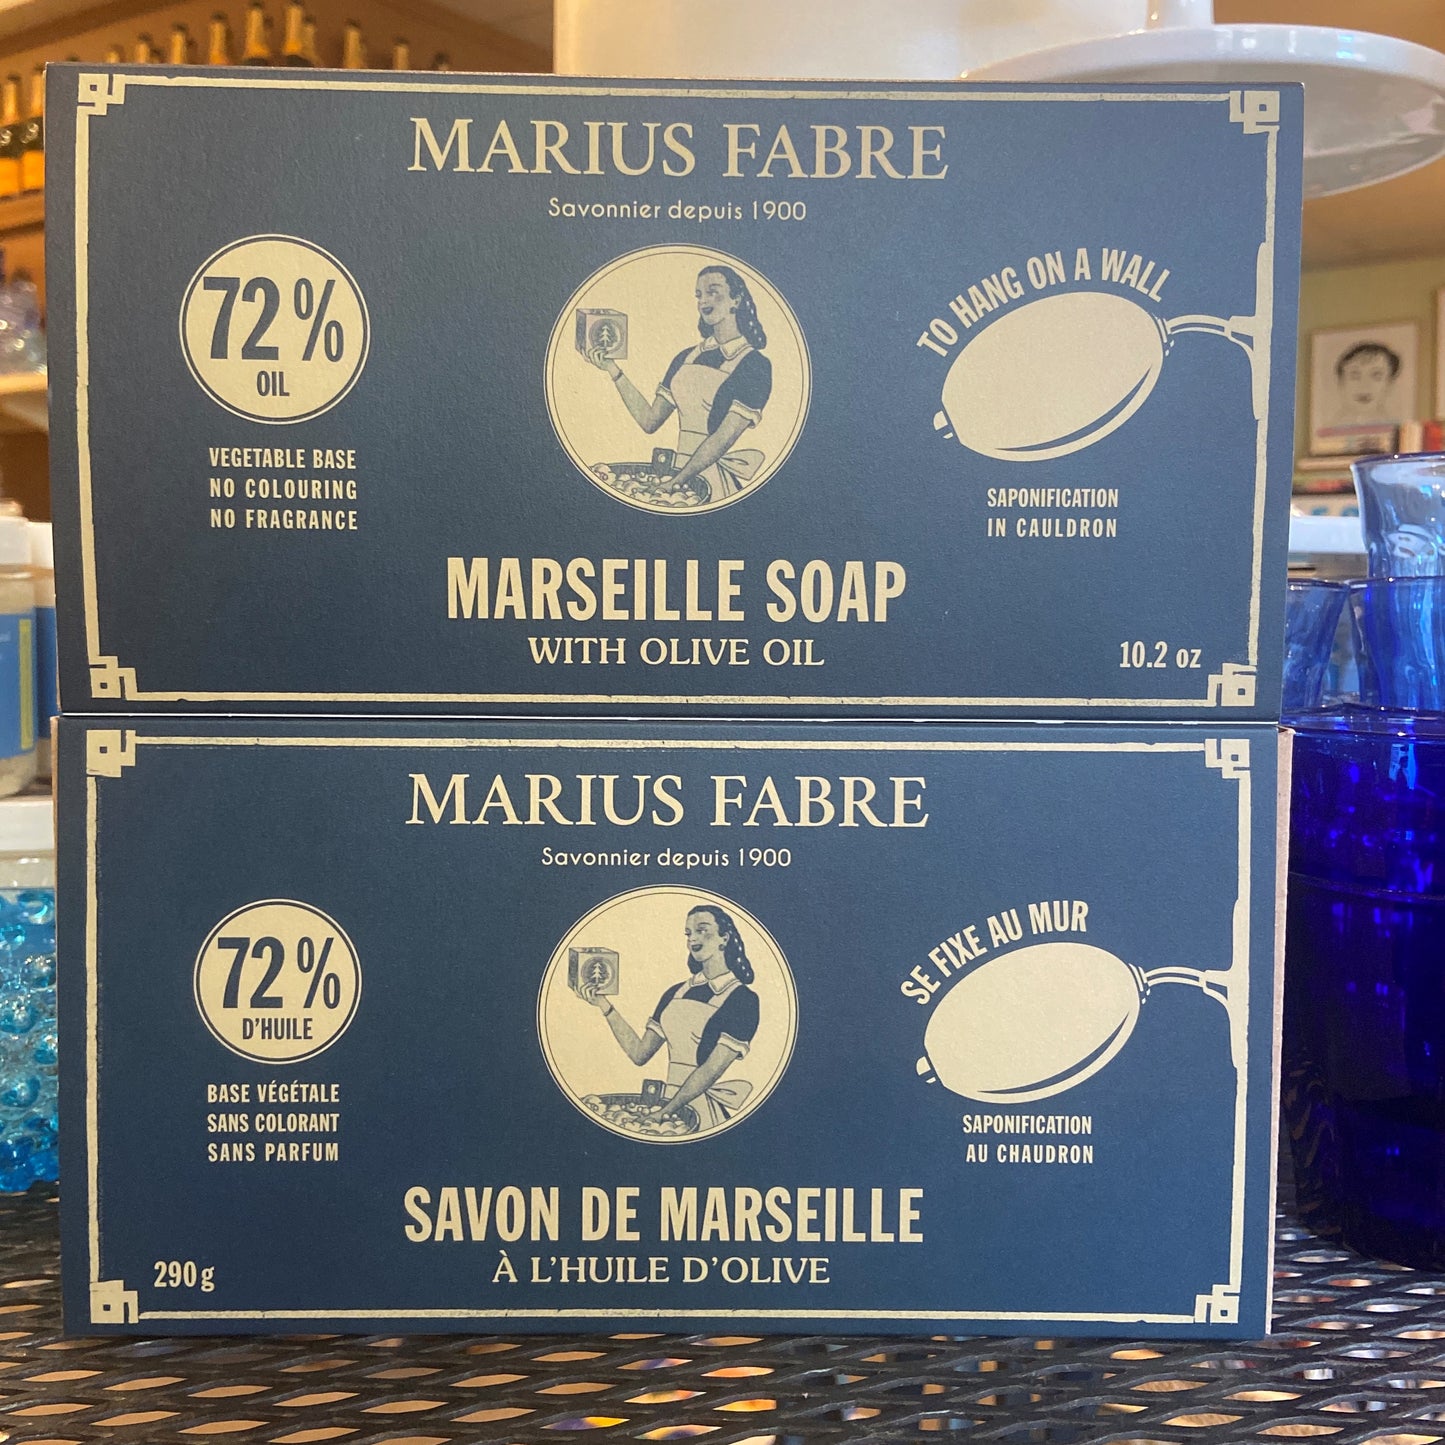 MARIUS FABRE
Savonnier depuis 1900
72%
OIL
VEGETABLE BASE
NO COLOURING
NO FRAGRANCE
TO HANG ON A WALL
SAPONIFICATION
IN CAULDRON
MARSEILLE SOAP
WITH OLIVE OIL
10.2 oz
MARIUS FABRE
Savonnier depuis 1900
72%
D'HUILE
BASE VÉGÉTALE
SANS COLORANT
SANS PARFUM
SE FIXE AU MUR
SAPONIFICATION
AU CHAUDRON
SAVON DE MARSEILLE
À L'HUILE D'OLIVE
290g